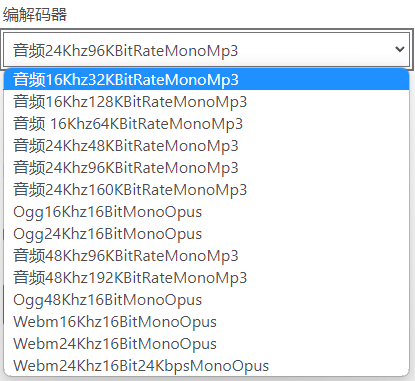 编解码器
音频24Khz96KBitRateMonoMp3
音频16Khz32KBitRateMonoMp3
音频16Khz128KBitRateMonoMp3
音频 16Khz64KBitRateMonoMp3
音频24Khz48KBitRateMonoMp3
音频24Khz96KBitRateMonoMp3
音频24Khz160KBitRateMonoMp3
Ogg16Khz16BitMonoOpus
Ogg24Khz16BitMonoOpus
音频48Khz96KBitRateMonoMp3
音频48Khz192KBitRateMonoMp3
Ogg48Khz16BitMonoOpus
Webm16Khz16BitMonoOpus
Webm24Khz16BitMonoOpus
Webm24Khz16Bit24KbpsMonoOpus